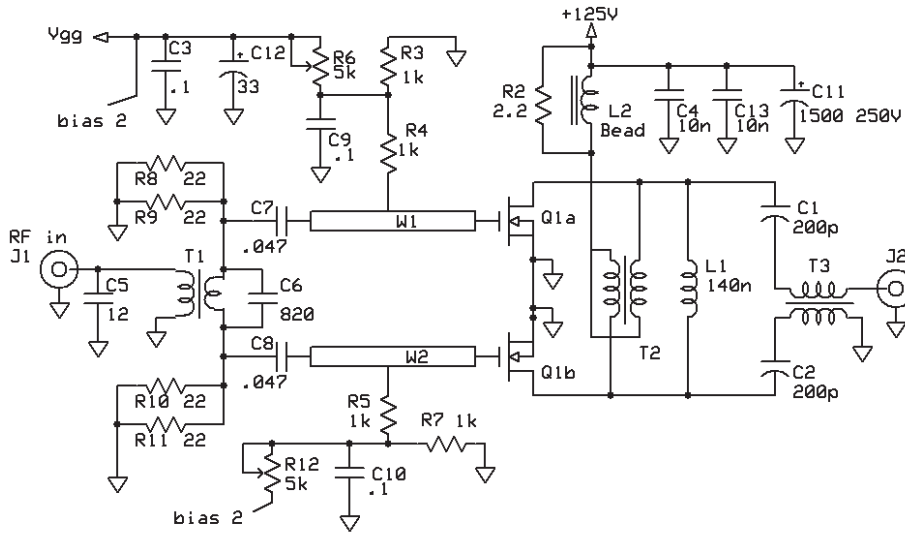 +125V
Vgg
C3
.1
C12
33
R6
5k
R3
1k
R2
2.2
L2
Bead
C4
10n
C13
10n
C11
1500 250V
bias 2
C9
.1
R4
1k
R8 22
R9 22
C7
.047
W1
Q1a
C1
200p
RF in
J1
T1
C5
12
C6
820
L1
140n
T3
J2
C8
.047
W2
Q1b
T2
C2
200p
R10 22
R11 22
R5
1k
R7 1k
R12
5k
C10
.1
bias 2